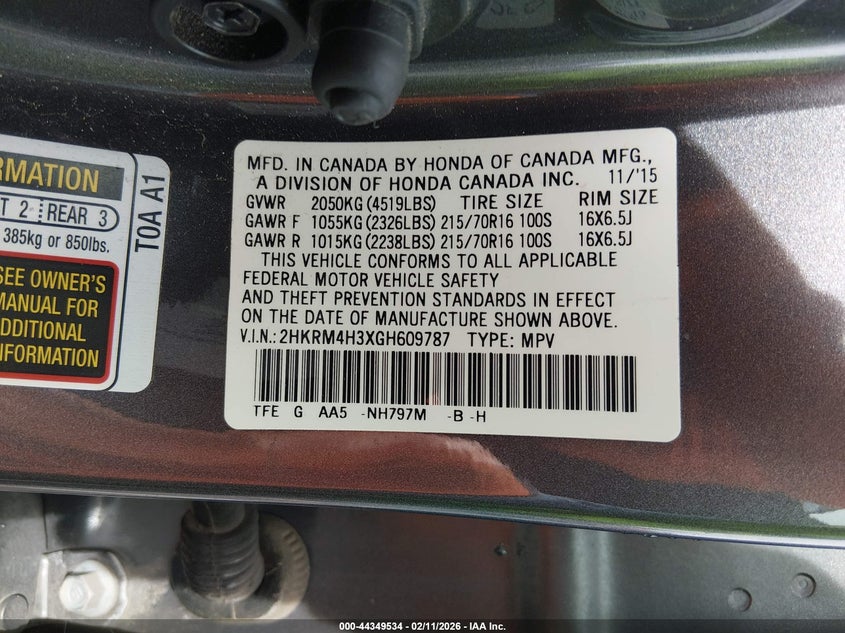 RMATION
T 2 REAR 3
385kg or 850lbs.
SEE OWNER'S
MANUAL FOR
ADDITIONAL
INFORMATION
T0A A1
MFD. IN CANADA BY HONDA OF CANADA MFG.,
A DIVISION OF HONDA CANADA INC. 11/'15
GVWR 2050KG (4519LBS) TIRE SIZE RIM SIZE
GAWR F 1055KG (2326LBS) 215/70R16 100S 16X6.5J
GAWR R 1015KG (2238LBS) 215/70R16 100S 16X6.5J
THIS VEHICLE CONFORMS TO ALL APPLICABLE
FEDERAL MOTOR VEHICLE SAFETY
AND THEFT PREVENTION STANDARDS IN EFFECT
ON THE DATE OF MANUFACTURE SHOWN ABOVE.
V.I.N.: 2HKRM4H3XGH609787 TYPE: MPV
TFE G AA5 -NH797M -B -H
000-44349534 - 02/11/2026 - IAA Inc.